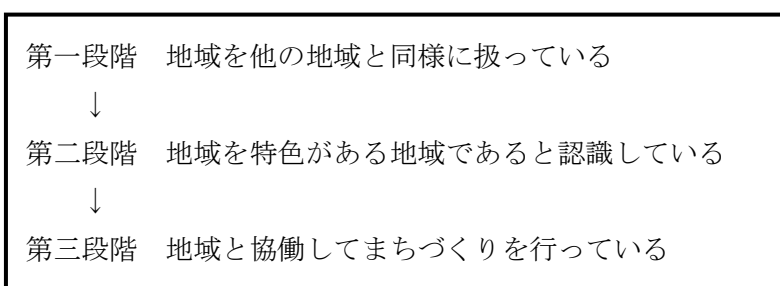 第一段階　地域を他の地域と同様に扱っている
↓
第二段階　地域を特色がある地域であると認識している
↓
第三段階　地域と協働してまちづくりを行っている